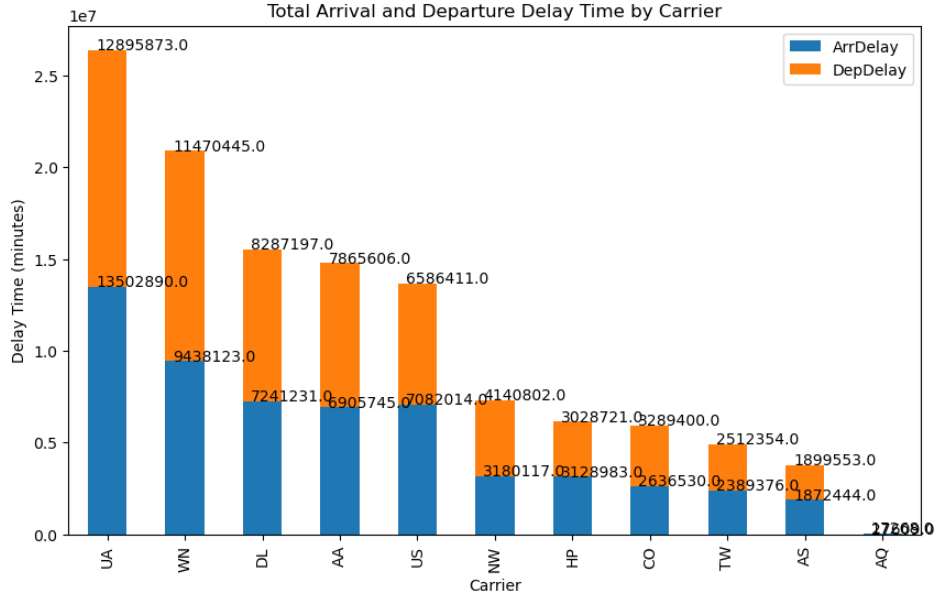 Total Arrival and Departure Delay Time by Carrier
1e7
ArrDelay
DepDelay
Delay Time (minutes)
2.5
2.0
1.5
1.0
0.5
0.0
12895873.0
13502890.0
11470445.0
9438123.0
8287197.0
7241231.0
7865606.0
6905745.0
6586411.0
7082014.0
4140802.0
3180117.0
3028721.0
3128983.0
3289400.0
2636530.0
2512354.0
2389376.0
1899553.0
1872444.0
UA
WN
DL
AA
US
NW
HP
CO
TW
AS
AQ
Carrier